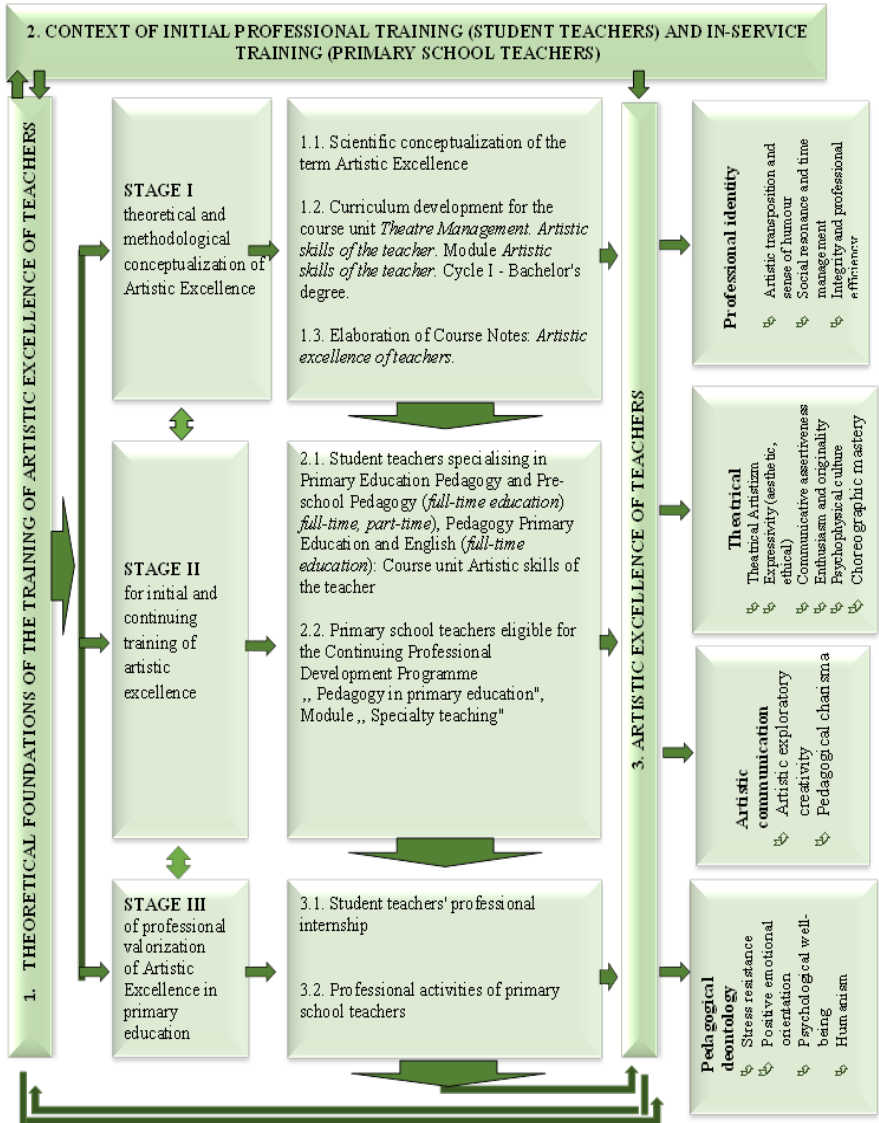 2. CONTEXT OF INITIAL PROFESSIONAL TRAINING (STUDENT TEACHERS) AND IN-SERVICE
TRAINING (PRIMARY SCHOOL TEACHERS)
1. THEORETICAL FOUNDATIONS OF THE TRAINING OF ARTISTIC EXCELLENCE OF TEACHERS
STAGE I
theoretical and
methodological
conceptualization of
Artistic Excellence
1.1. Scientific conceptualization of the
term Artistic Excellence
1.2. Curriculum development for the
course unit Theatre Management. Artistic
skills of the teacher. Module Artistic
skills of the teacher. Cycle I - Bachelor's
degree.
1.3. Elaboration of Course Notes: Artistic
excellence of teachers.
STAGE II
for initial and
continuing
training of
artistic
excellence
2.1. Student teachers specialising in
Primary Education Pedagogy and Pre-
school Pedagogy (full-time education)
full-time, part-time), Pedagogy Primary
Education and English (full-time
education): Course unit Artistic skills of
the teacher
2.2. Primary school teachers eligible for
the Continuing Professional
Development Programme
,, Pedagogy in primary education",
Module ,, Specialty teaching"
STAGE III
of professional
valorization
of Artistic
Excellence in
primary
education
3.1. Student teachers' professional
internship
3.2. Professional activities of primary
school teachers
3. ARTISTIC EXCELLENCE OF TEACHERS
Professional identity
Artistic transposition and
sense of humour
Social resonance and time
management
Integrity and professional
efficiency
Theatrical
Theatrical Artistizm
Expressivity (aesthetic,
ethical)
Communicative assertiveness
Enthusiasm and originality
Psychophysical culture
Choreographic mastery
Artistic
communication
Artistic exploratory
creativity
Pedagogical charisma
Pedagogical
deontology
Stress resistance
Positive emotional
orientation
Psychological well-
being
Humanism